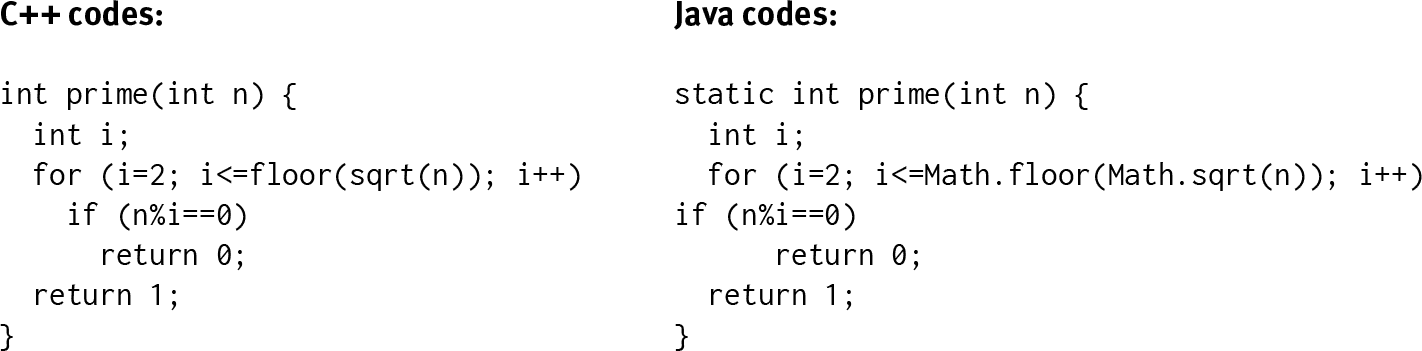 C++ codes:
int prime(int n) {
  int i;
  for (i=2; i<=floor(sqrt(n)); i++)
    if (n%i==0)
      return 0;
  return 1;
}
Java codes:
static int prime(int n) {
  int i;
  for (i=2; i<=Math.floor(Math.sqrt(n)); i++)
if (n%i==0)
      return 0;
  return 1;
}